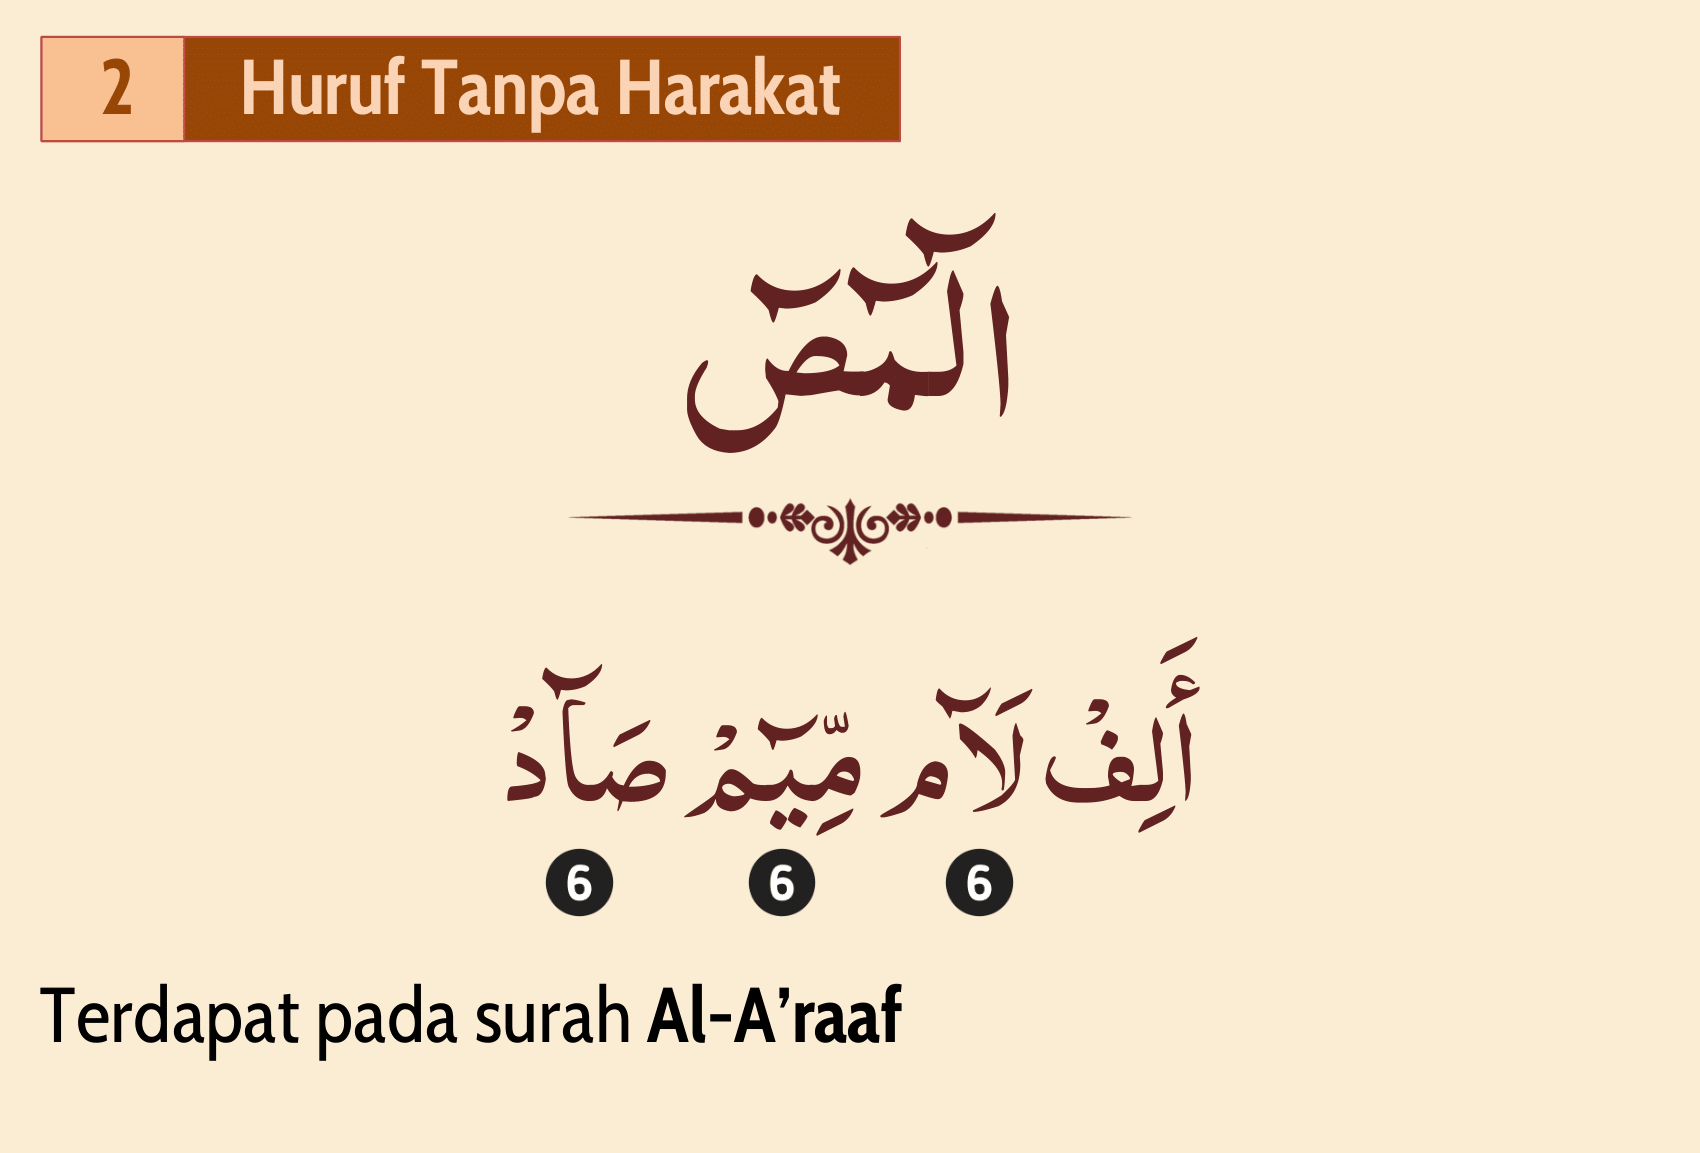 2 Huruf Tanpa Harakat
الٓمٓصٓ
أَلِفْ لَآم مِّيٓمْ صَآدْ
6 6 6
Terdapat pada surah Al-A’raaf